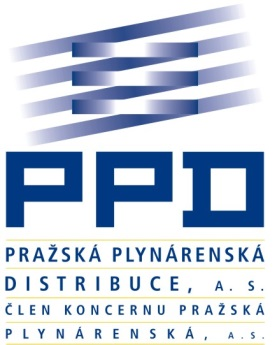 PPD
PRAŽSKÁ PLYNÁRENSKÁ
DISTRIBUCE, A. S.
ČLEN KONCERNU PRAŽSKÁ
PLYNÁRENSKÁ, A.S.